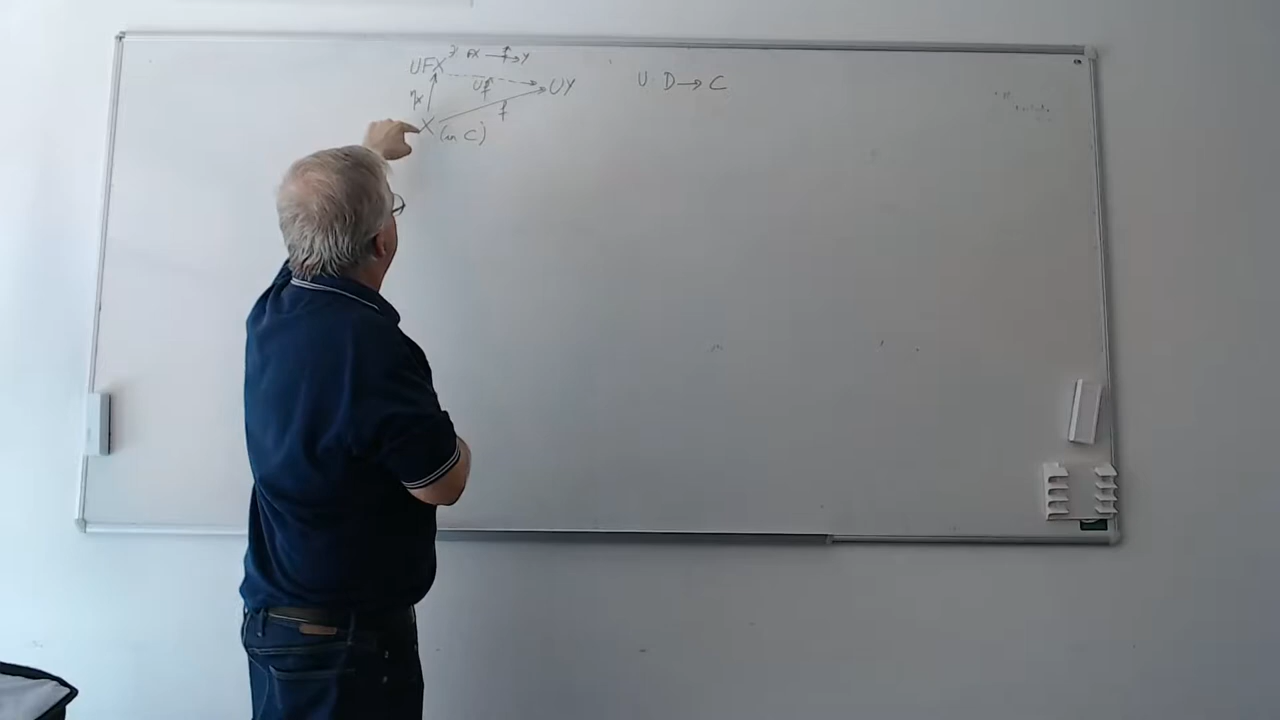 ∃! FX → Y
UFX
ηx
Uf
UY
f
X (in C)
U: D → C